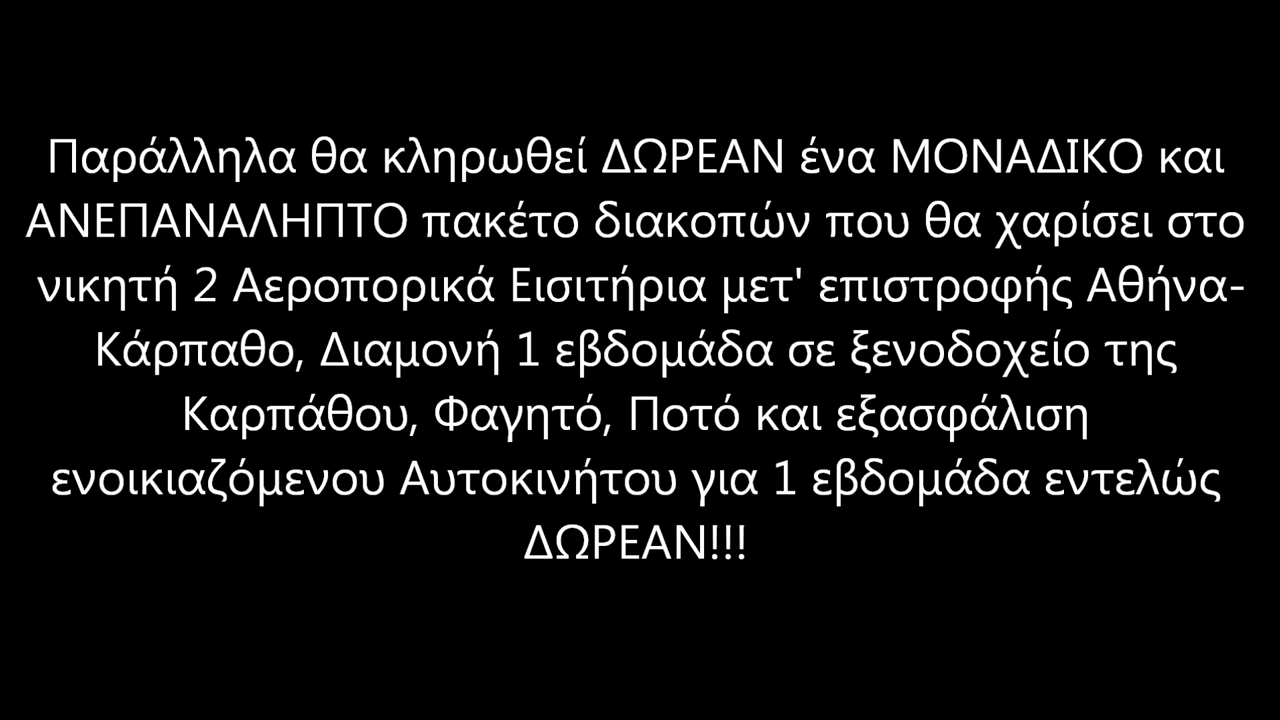 Παράλληλα θα κληρωθεί ΔΩΡΕΑΝ ένα ΜΟΝΑΔΙΚΟ και
ΑΝΕΠΑΝΑΛΗΠΤΟ πακέτο διακοπών που θα χαρίσει στο
νικητή 2 Αεροπορικά Εισιτήρια μετ' επιστροφής Αθήνα-
Κάρπαθο, Διαμονή 1 εβδομάδα σε ξενοδοχείο της
Καρπάθου, Φαγητό, Ποτό και εξασφάλιση
ενοικιαζόμενου Αυτοκινήτου για 1 εβδομάδα εντελώς
ΔΩΡΕΑΝ!!!